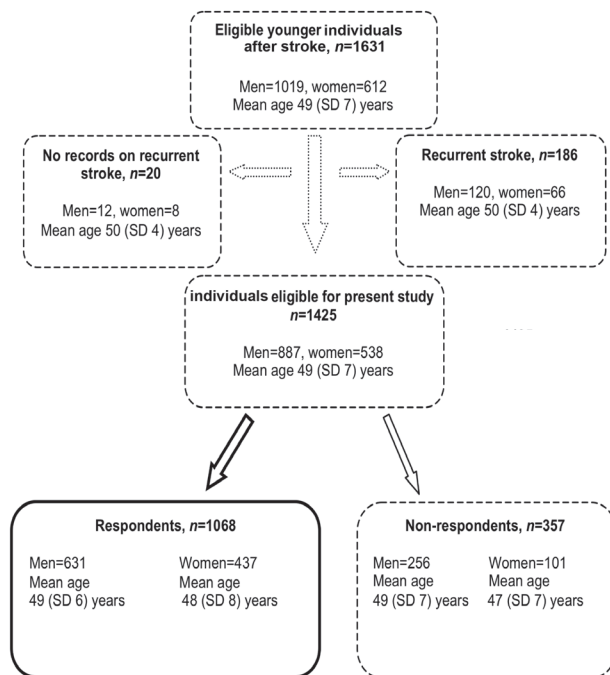 Eligible younger individuals
after stroke, n=1631
Men=1019, women=612
Mean age 49 (SD 7) years
No records on recurrent
stroke, n=20
Men=12, women=8
Mean age 50 (SD 4) years
Recurrent stroke, n=186
Men=120, women=66
Mean age 50 (SD 4) years
individuals eligible for present study
n=1425
Men=887, women=538
Mean age 49 (SD 7) years
Respondents, n=1068
Men=631
Mean age
49 (SD 6) years
Women=437
Mean age
48 (SD 8) years
Non-respondents, n=357
Men=256
Mean age
49 (SD 7) years
Women=101
Mean age
47 (SD 7) years